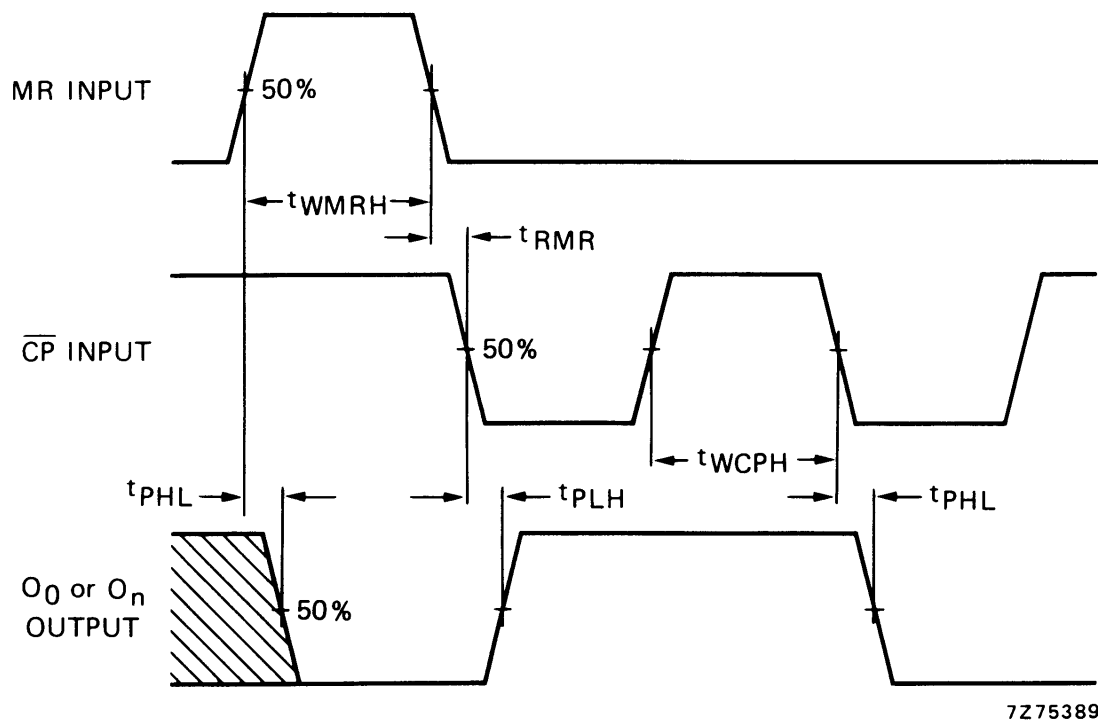 MR INPUT
50%
tWMRH
tRMR
CP INPUT
50%
tWCPH
tPHL
tPLH
tPHL
O0 or On
OUTPUT
50%
7Z75389